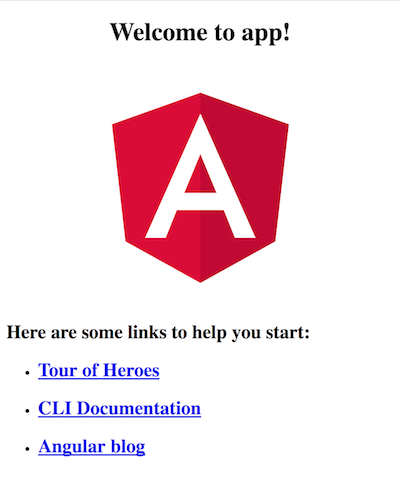 Welcome to app!
A
Here are some links to help you start:
Tour of Heroes
CLI Documentation
Angular blog